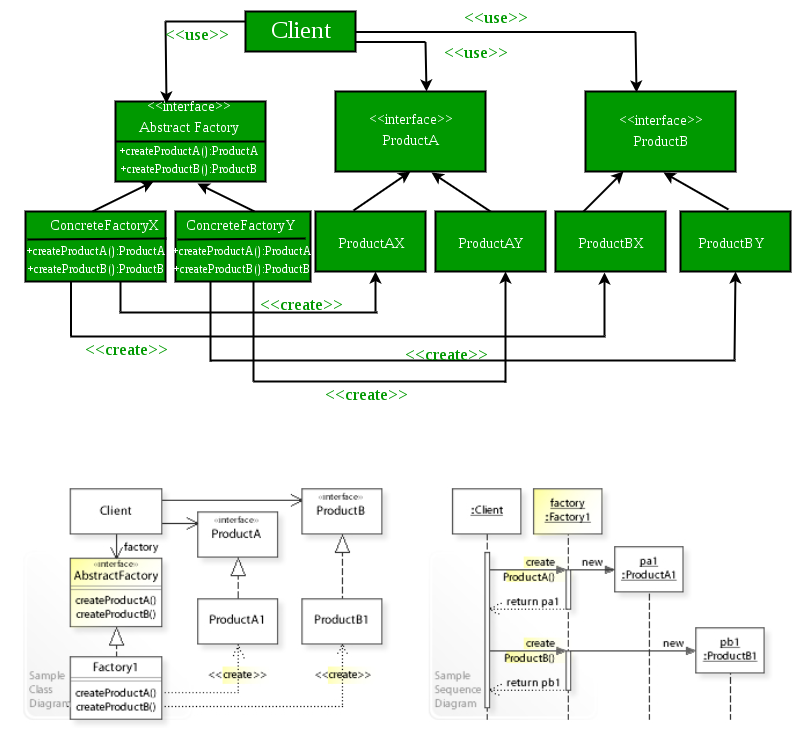 Client
<<use>>
<<use>>
<<use>>
<<interface>>
Abstract Factory
+createProductA():ProductA
+createProductB():ProductB
<<interface>>
ProductA
<<interface>>
ProductB
ConcreteFactoryX
+createProductA():ProductA
+createProductB():ProductB
ConcreteFactoryY
+createProductA():ProductA
+createProductB():ProductB
ProductAX
ProductAY
ProductBX
ProductBY
<<create>>
<<create>>
<<create>>
<<create>>
Client
factory
«interface»
AbstractFactory
createProductA()
createProductB()
«interface»
ProductA
«interface»
ProductB
ProductA1
ProductB1
Factory1
createProductA()
createProductB()
<<create>>
<<create>>
Sample
Class
Diagram
:Client
factory
:Factory1
create
ProductA()
new
pa1
:ProductA1
return pa1
create
ProductB()
new
pb1
:ProductB1
return pb1
Sample
Sequence
Diagram